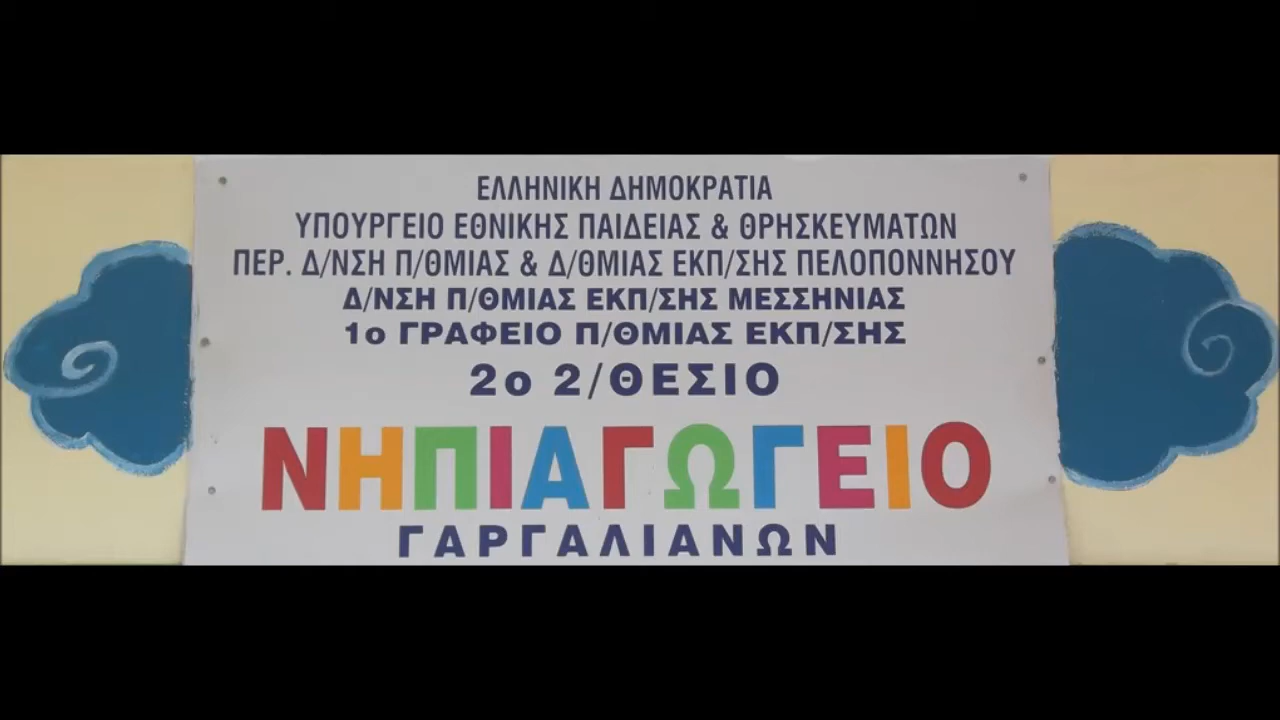 ΕΛΛΗΝΙΚΗ ΔΗΜΟΚΡΑΤΙΑ
ΥΠΟΥΡΓΕΙΟ ΕΘΝΙΚΗΣ ΠΑΙΔΕΙΑΣ & ΘΡΗΣΚΕΥΜΑΤΩΝ
ΠΕΡ. Δ/ΝΣΗ Π/ΘΜΙΑΣ & Δ/ΘΜΙΑΣ ΕΚΠ/ΣΗΣ ΠΕΛΟΠΟΝΝΗΣΟΥ
Δ/ΝΣΗ Π/ΘΜΙΑΣ ΕΚΠ/ΣΗΣ ΜΕΣΣΗΝΙΑΣ
1ο ΓΡΑΦΕΙΟ Π/ΘΜΙΑΣ ΕΚΠ/ΣΗΣ
2ο 2/ΘΕΣΙΟ
ΝΗΠΙΑΓΩΓΕΙΟ
ΓΑΡΓΑΛΙΑΝΩΝ